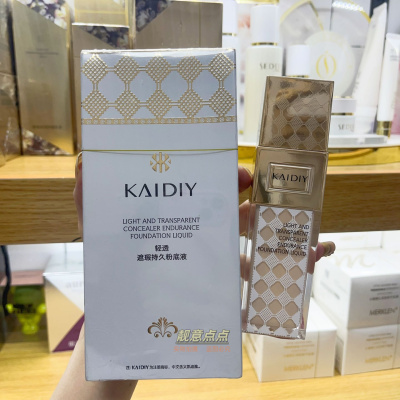 KAIDIY
LIGHT AND TRANSPARENT
CONCEALER ENDURANCE
FOUNDATION LIQUID
轻透
遮瑕持久粉底液
靓意点点
KAIDIY
KAIDIY
LIGHT AND
TRANSPARENT
CONCEALER
ENDURANCE
FOUNDATION LIQUID